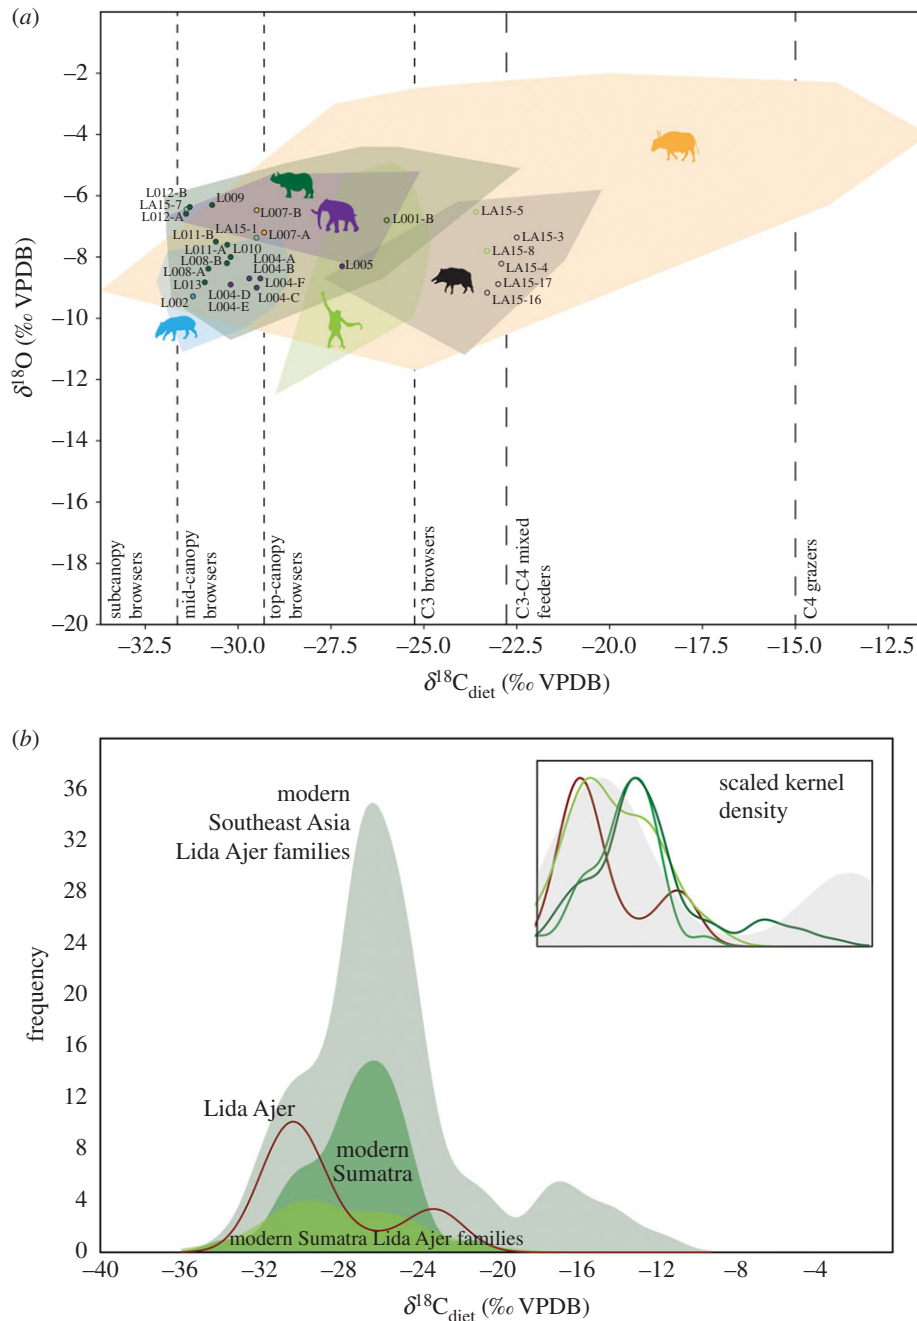 (a)
−2
−4
−6
−8
−10
−12
−14
−16
−18
−20
δ18O (‰ VPDB)
L012-B
LA15-7
L012-A
L009
L007-B
LA15-1
L007-A
L011-B
L011-A
L010
L008-B
L008-A
L013
L002
L004-A
L004-B
L004-F
L004-D
L004-C
L004-E
L005
L001-B
LA15-5
LA15-3
LA15-8
LA15-4
LA15-17
LA15-16
subcanopy
browsers
mid-canopy
browsers
top-canopy
browsers
C3 browsers
C3-C4 mixed
feeders
C4 grazers
−32.5 −30.0 −27.5 −25.0 −22.5 −20.0 −17.5 −15.0 −12.5
δ18Cdiet (‰ VPDB)
(b)
36
32
28
24
20
16
12
8
4
0
frequency
modern
Southeast Asia
Lida Ajer families
scaled kernel
density
Lida Ajer
modern
Sumatra
modern Sumatra Lida Ajer families
−40 −36 −32 −28 −24 −20 −16 −12 −8 −4
δ18Cdiet (‰ VPDB)